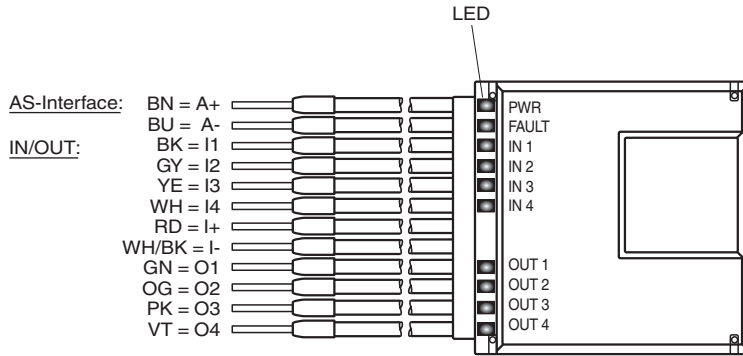 LED
AS-Interface:
BN = A+
BU = A-
IN/OUT:
BK = I1
GY = I2
YE = I3
WH = I4
RD = I+
WH/BK = I-
GN = O1
OG = O2
PK = O3
VT = O4
PWR
FAULT
IN 1
IN 2
IN 3
IN 4
OUT 1
OUT 2
OUT 3
OUT 4